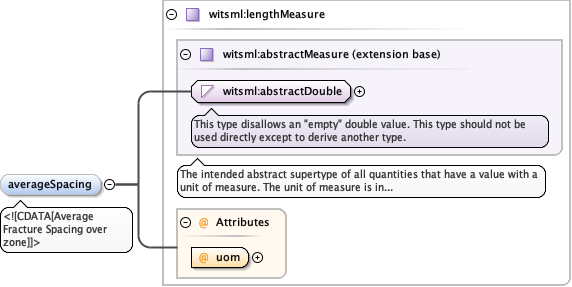 witsml:lengthMeasure
witsml:abstractMeasure (extension base)
witsml:abstractDouble
This type disallows an "empty" double value. This type should not be
used directly except to derive another type.
The intended abstract supertype of all quantities that have a value with a
unit of measure. The unit of measure is in...
averageSpacing
<![CDATA[Average
Fracture Spacing over
zone]]>
@ Attributes
@ uom